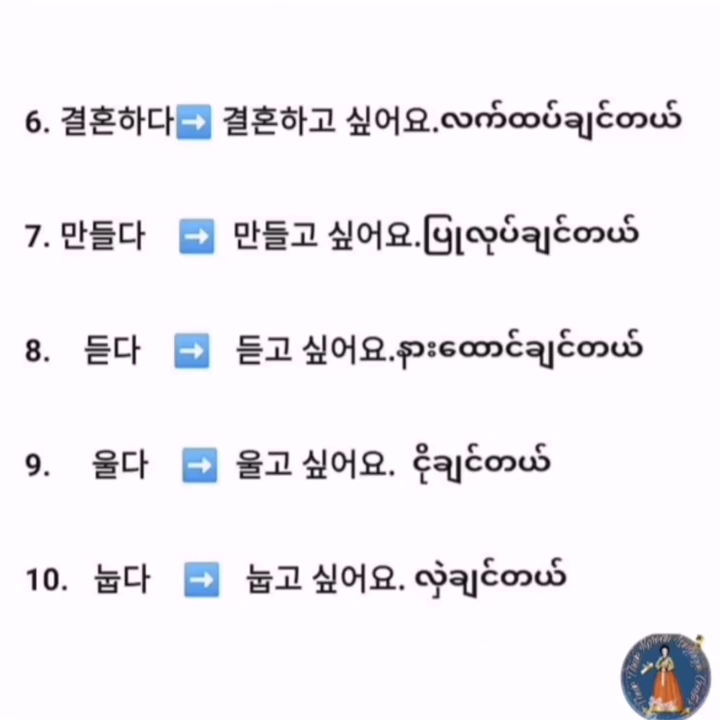 6. 결혼하다➡️ 결혼하고 싶어요.လက်ထပ်ချင်တယ်
7. 만들다 ➡️ 만들고 싶어요.ပြုလုပ်ချင်တယ်
8. 듣다 ➡️ 듣고 싶어요.နားထောင်ချင်တယ်
9. 울다 ➡️ 울고 싶어요. ငိုချင်တယ်
10. 눕다 ➡️ 눕고 싶어요. လှဲချင်တယ်